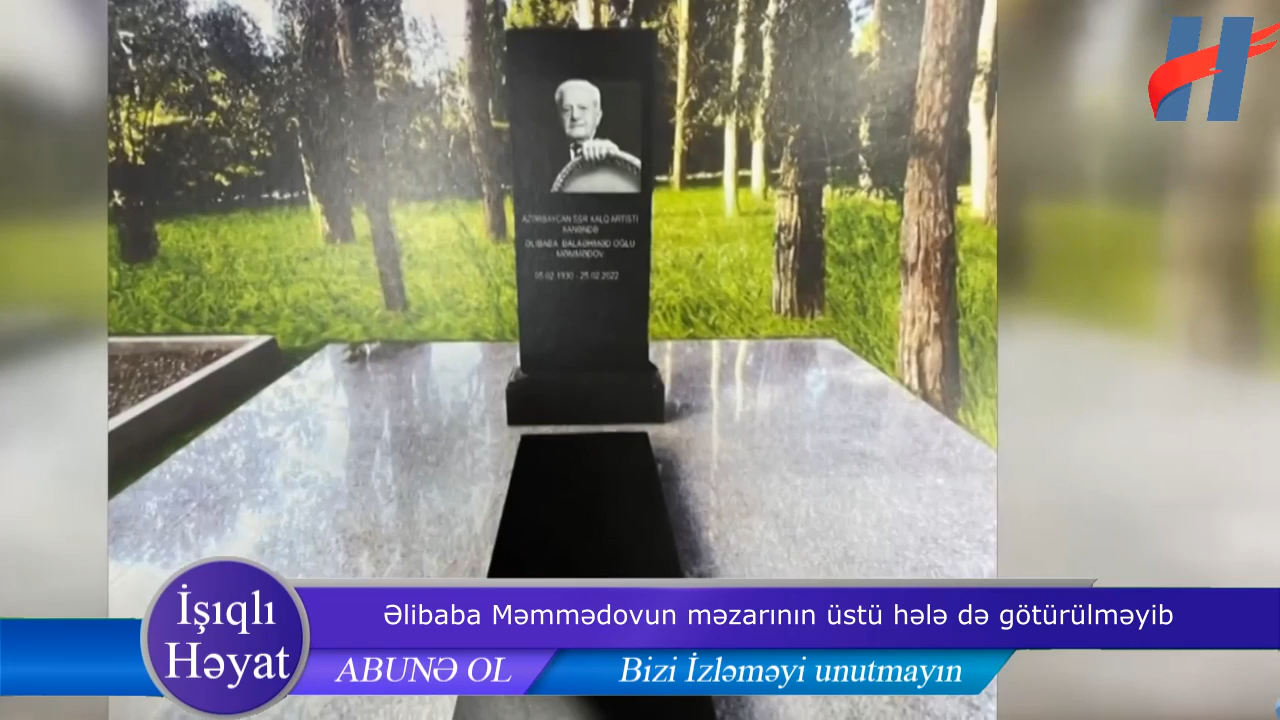 AZƏRBAYCAN SSR XALQ ARTİSTİ
XANƏNDƏ
ƏLİBABA BALAƏHMƏD OĞLU
MƏMMƏDOV
05.02.1930 - 25.02.2022
İşıqlı
Həyat
Əlibaba Məmmədovun məzarının üstü hələ də götürülməyib
ABUNƏ OL
Bizi İzləməyi unutmayın